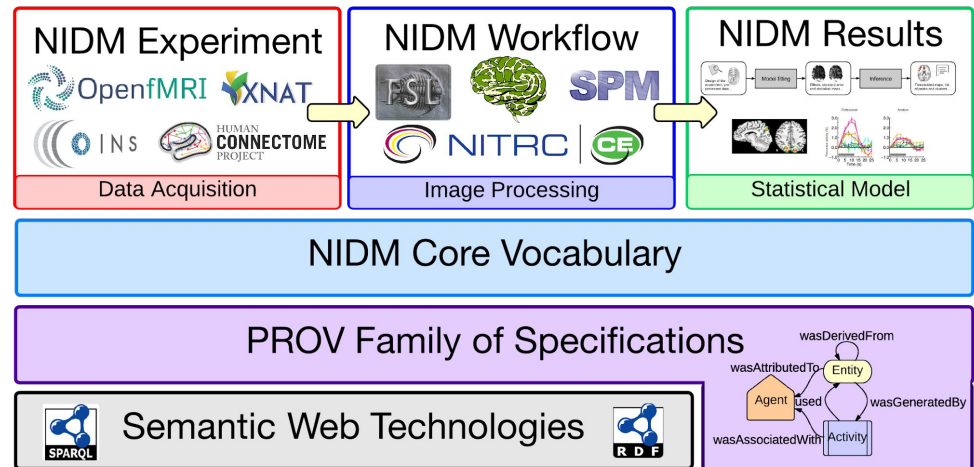 NIDM Experiment
OpenfMRI
XNAT
COINS
HUMAN
CONNECTOME
PROJECT
Data Acquisition
NIDM Workflow
FSL
SPM
NITRC CE
Image Processing
NIDM Results
Model fitting
Inference
Time (s)
Statistical Model
NIDM Core Vocabulary
PROV Family of Specifications
wasDerivedFrom
wasAttributedTo
Entity
Agent
used
wasGeneratedBy
wasAssociatedWith
Activity
Semantic Web Technologies
SPARQL
RDF